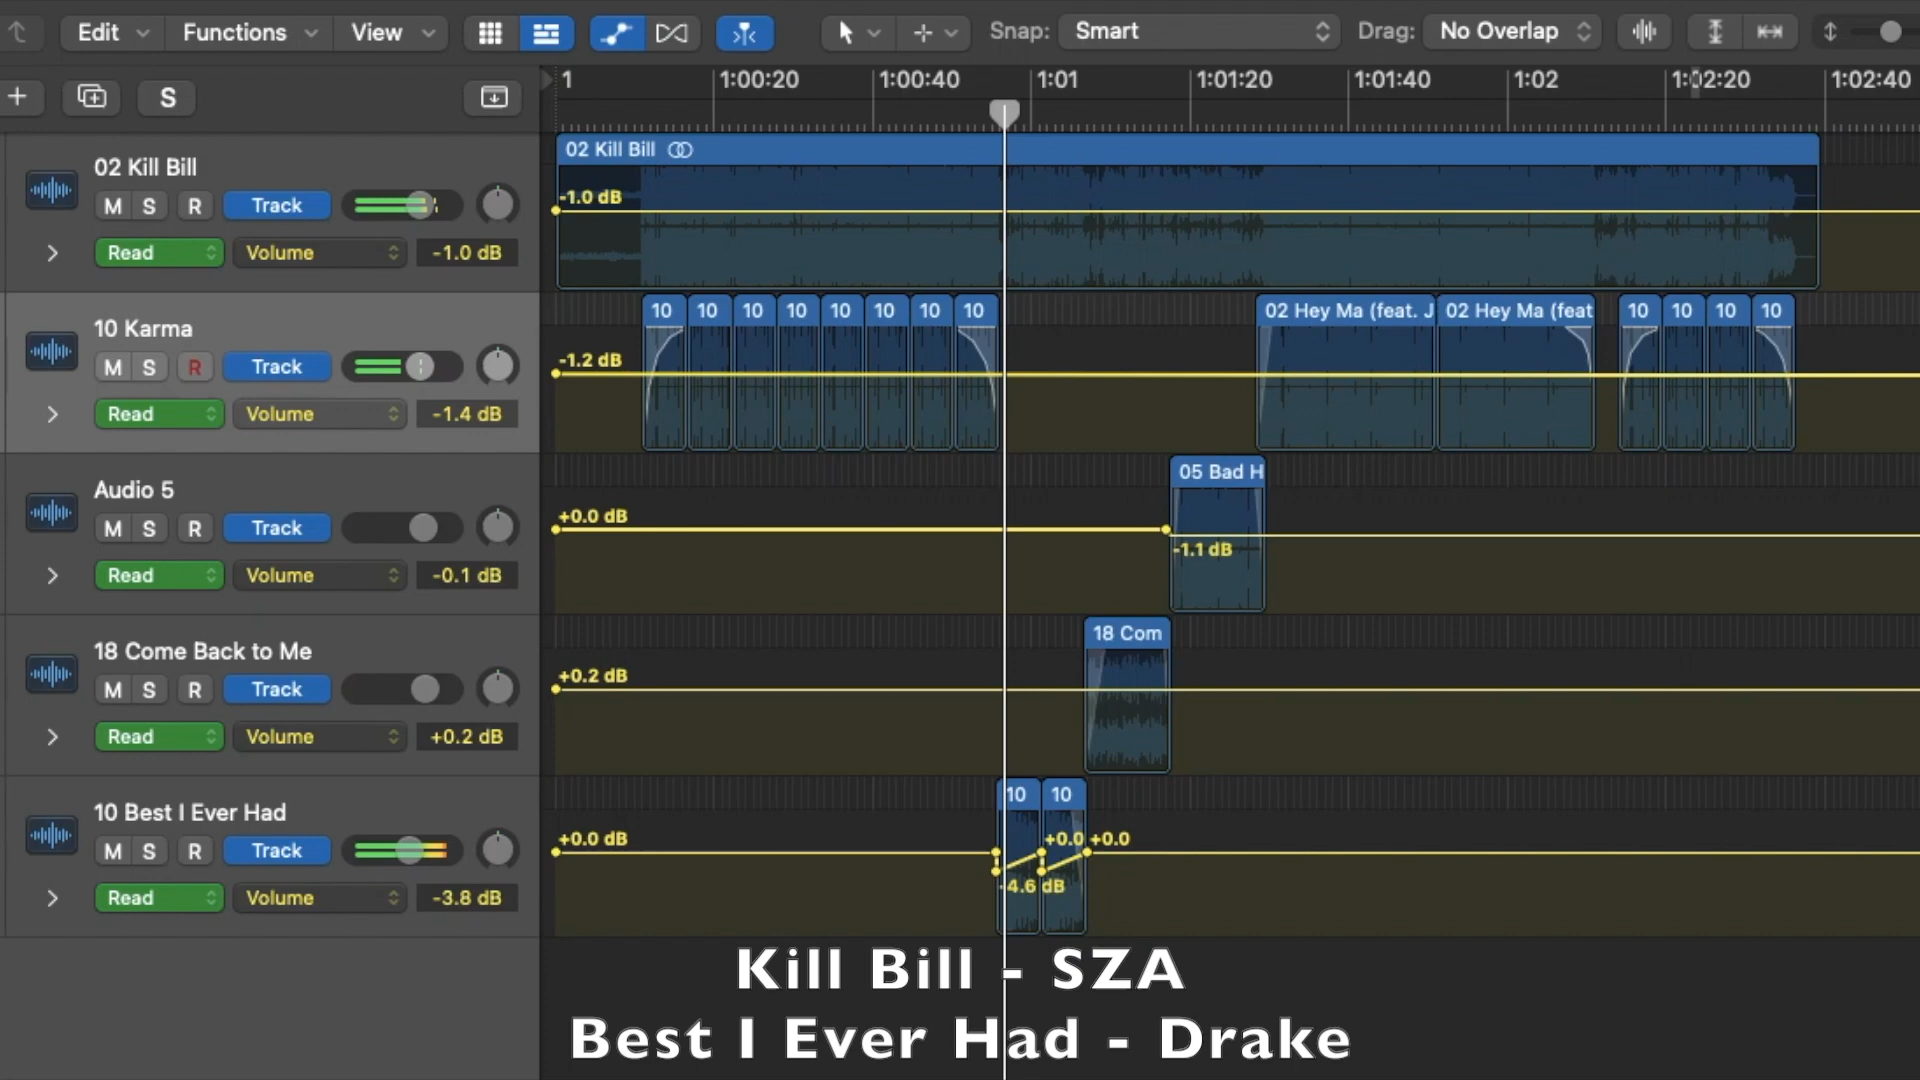 Edit Functions View Snap: Smart Drag: No Overlap
1 1:00:20 1:00:40 1:01 1:01:20 1:01:40 1:02 1:02:20 1:02:40
S
02 Kill Bill
M S R Track
Read Volume -1.0 dB
02 Kill Bill
-1.0 dB
10 Karma
M S R Track
Read Volume -1.4 dB
10 10 10 10 10 10 10 10 02 Hey Ma (feat. J 02 Hey Ma (feat 10 10 10 10
-1.2 dB
Audio 5
M S R Track
Read Volume -0.1 dB
05 Bad H
+0.0 dB
-1.1 dB
18 Come Back to Me
M S R Track
Read Volume +0.2 dB
18 Com
+0.2 dB
10 Best I Ever Had
M S R Track
Read Volume -3.8 dB
10 10
+0.0 dB +0.0 +0.0
-4.6 dB
Kill Bill - SZA
Best I Ever Had - Drake